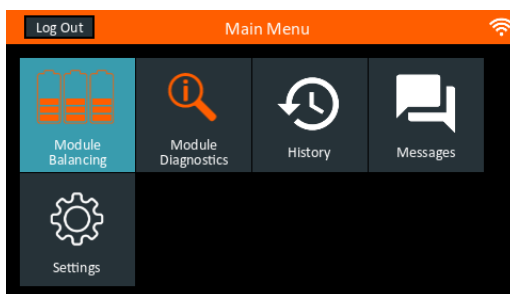 Log Out
Main Menu
Module
Balancing
Module
Diagnostics
History
Messages
Settings